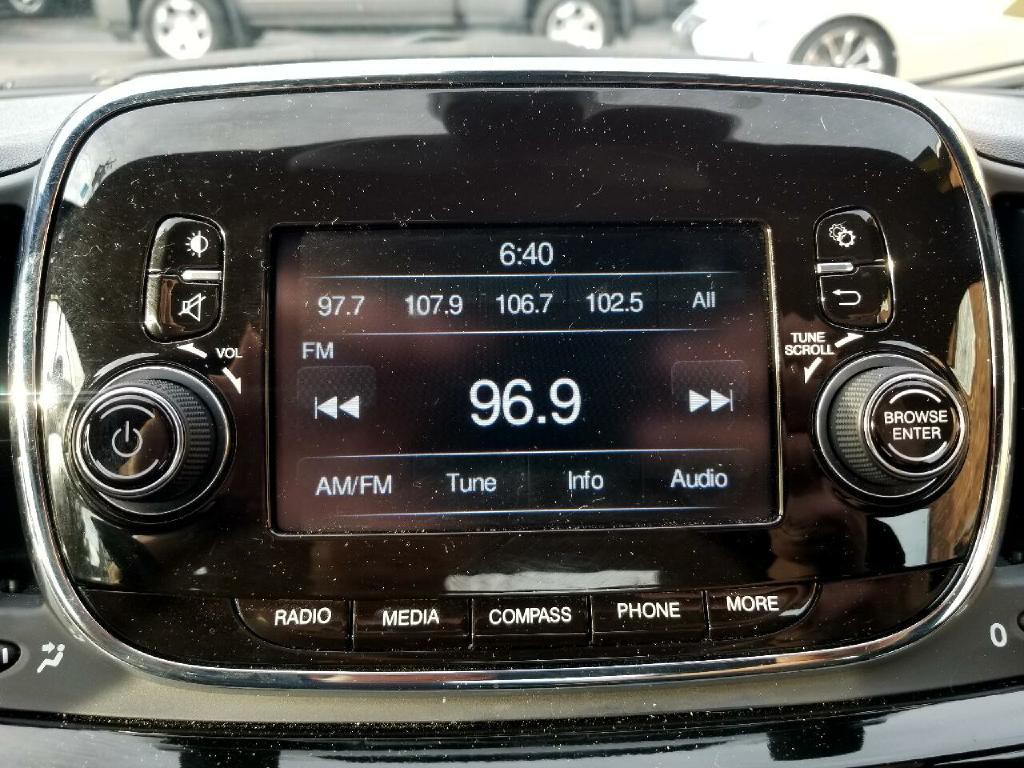 6:40
97.7 107.9 106.7 102.5 All
VOL
TUNE
SCROLL
FM
96.9
BROWSE
ENTER
AM/FM Tune Info Audio
RADIO MEDIA COMPASS PHONE MORE
0